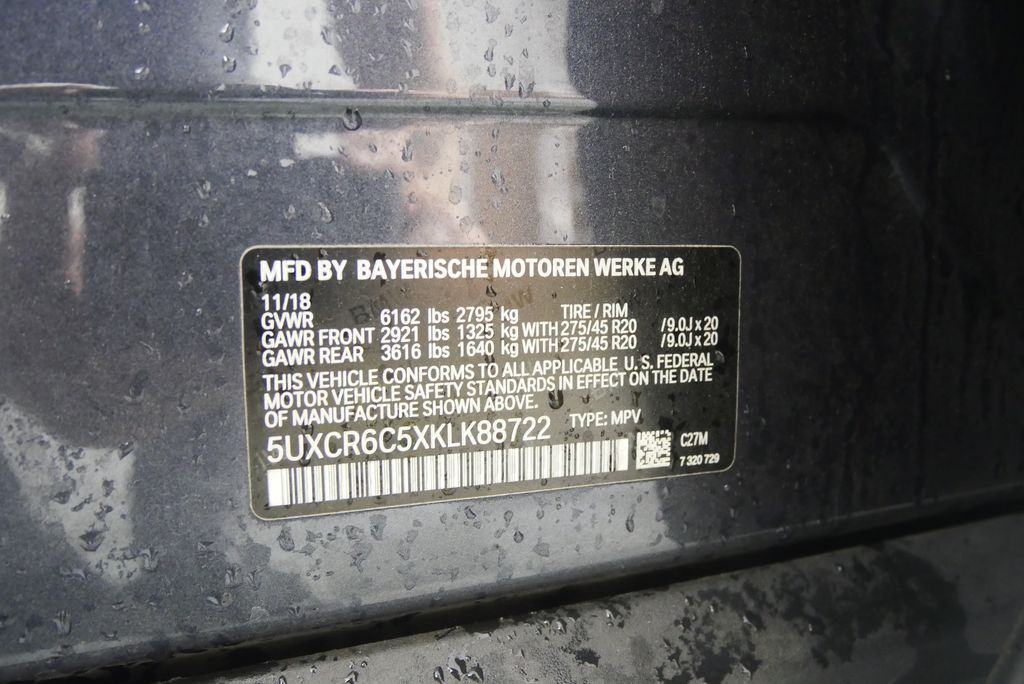 MFD BY BAYERISCHE MOTOREN WERKE AG
11/18 TIRE / RIM
GVWR 6162 lbs 2795 kg
GAWR FRONT 2921 lbs 1325 kg WITH 275/45 R20 /9.0J x 20
GAWR REAR 3616 lbs 1640 kg WITH 275/45 R20 /9.0J x 20
THIS VEHICLE CONFORMS TO ALL APPLICABLE U. S. FEDERAL
MOTOR VEHICLE SAFETY STANDARDS IN EFFECT ON THE DATE
OF MANUFACTURE SHOWN ABOVE.
5UXCR6C5XKLK88722 TYPE: MPV
C27M
7 320 729